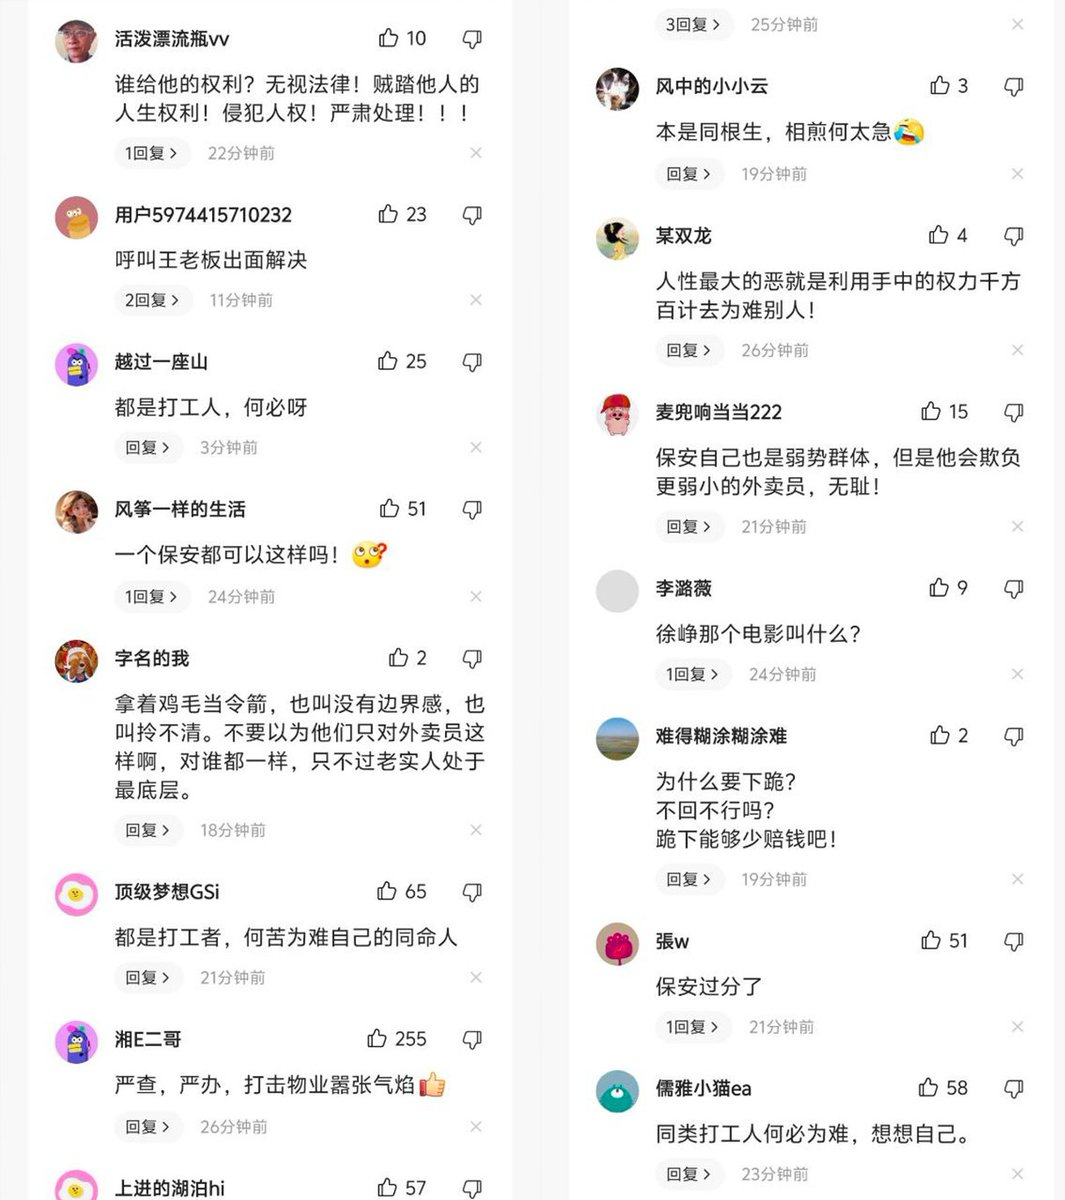 活泼漂流瓶vv
10
谁给他的权利？无视法律！贼踏他人的
人生权利！侵犯人权！严肃处理！！！
1回复 >
22分钟前
用户5974415710232
23
呼叫王老板出面解决
2回复 >
11分钟前
越过一座山
25
都是打工人，何必呀
回复 >
3分钟前
风筝一样的生活
51
一个保安都可以这样吗！
1回复 >
24分钟前
字名的我
2
拿着鸡毛当令箭，也叫没有边界感，也
叫拎不清。不要以为他们只对外卖员这
样啊，对谁都一样，只不过老实人处于
最底层。
回复 >
18分钟前
顶级梦想GSi
65
都是打工者，何苦为难自己的同命人
回复 >
21分钟前
湘E二哥
255
严查，严办，打击物业嚣张气焰
回复 >
26分钟前
上进的湖泊hi
57
3回复 >
25分钟前
风中的小小云
3
本是同根生，相煎何太急
回复 >
19分钟前
某双龙
4
人性最大的恶就是利用手中的权力千方
百计去为难别人！
回复 >
26分钟前
麦兜响当当222
15
保安自己也是弱势群体，但是他会欺负
更弱小的外卖员，无耻！
回复 >
21分钟前
李潞薇
9
徐峥那个电影叫什么？
1回复 >
24分钟前
难得糊涂糊涂难
2
为什么要下跪？
不回不行吗？
跪下能够少赔钱吧！
回复 >
19分钟前
張w
51
保安过分了
1回复 >
21分钟前
儒雅小猫ea
58
同类打工人何必为难，想想自己。
回复 >
23分钟前